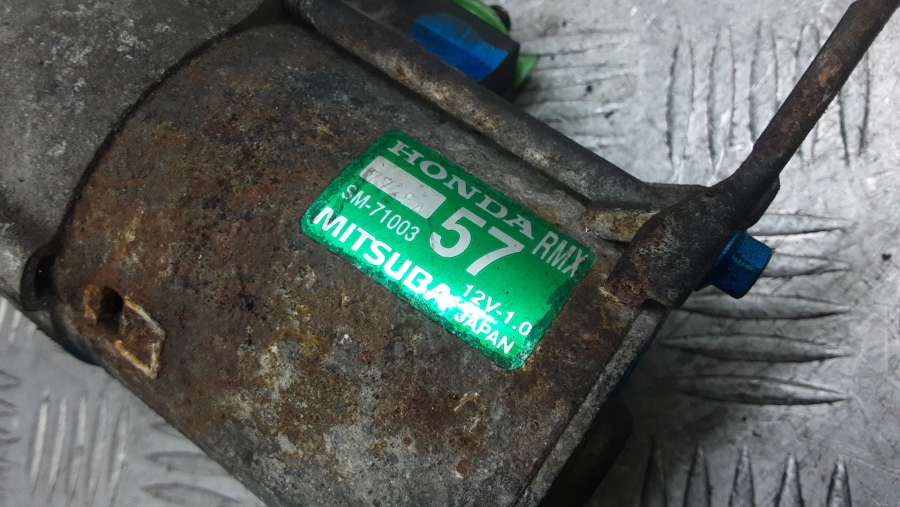 HONDA
57 RMX
SM-71003
MITSUBA
12V-1.0
JAPAN